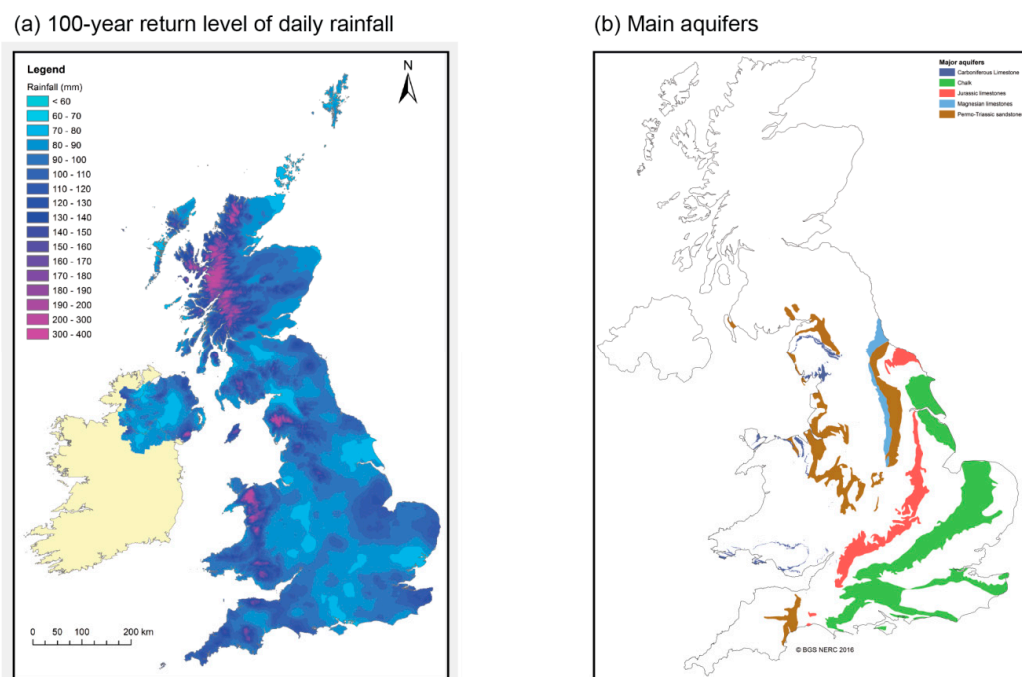 (a) 100-year return level of daily rainfall
Legend
Rainfall (mm)
< 60
60 - 70
70 - 80
80 - 90
90 - 100
100 - 110
110 - 120
120 - 130
130 - 140
140 - 150
150 - 160
160 - 170
170 - 180
180 - 190
190 - 200
200 - 300
300 - 400
N
0 50 100 200 km
(b) Main aquifers
Major aquifers
Carboniferous Limestone
Chalk
Jurassic limestones
Magnesian limestones
Permo-Triassic sandstone
© BGS NERC 2016